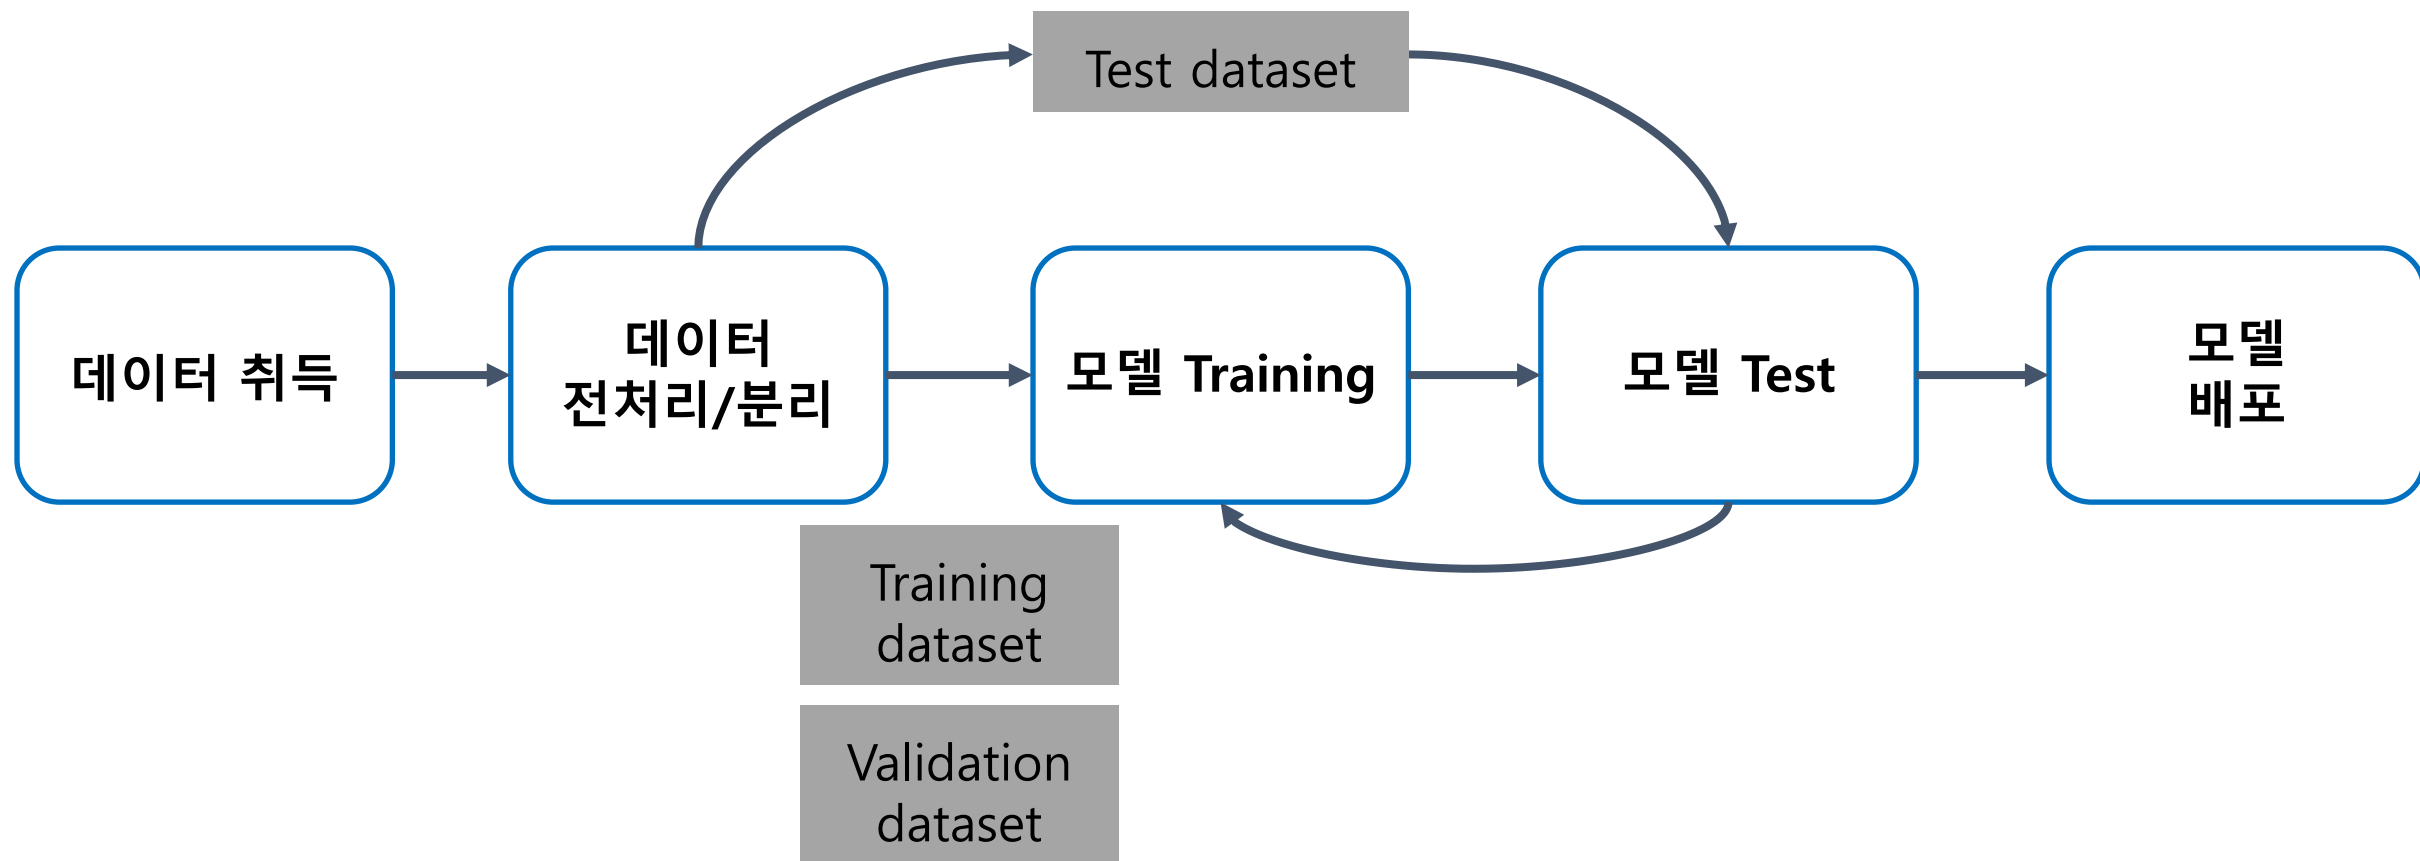 Test dataset
데이터 취득
데이터
전처리/분리
모델 Training
모델 Test
모델
배포
Training
dataset
Validation
dataset